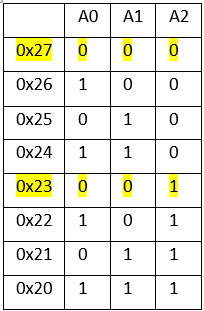 A0 A1 A2
0x27 0 0 0
0x26 1 0 0
0x25 0 1 0
0x24 1 1 0
0x23 0 0 1
0x22 1 0 1
0x21 0 1 1
0x20 1 1 1